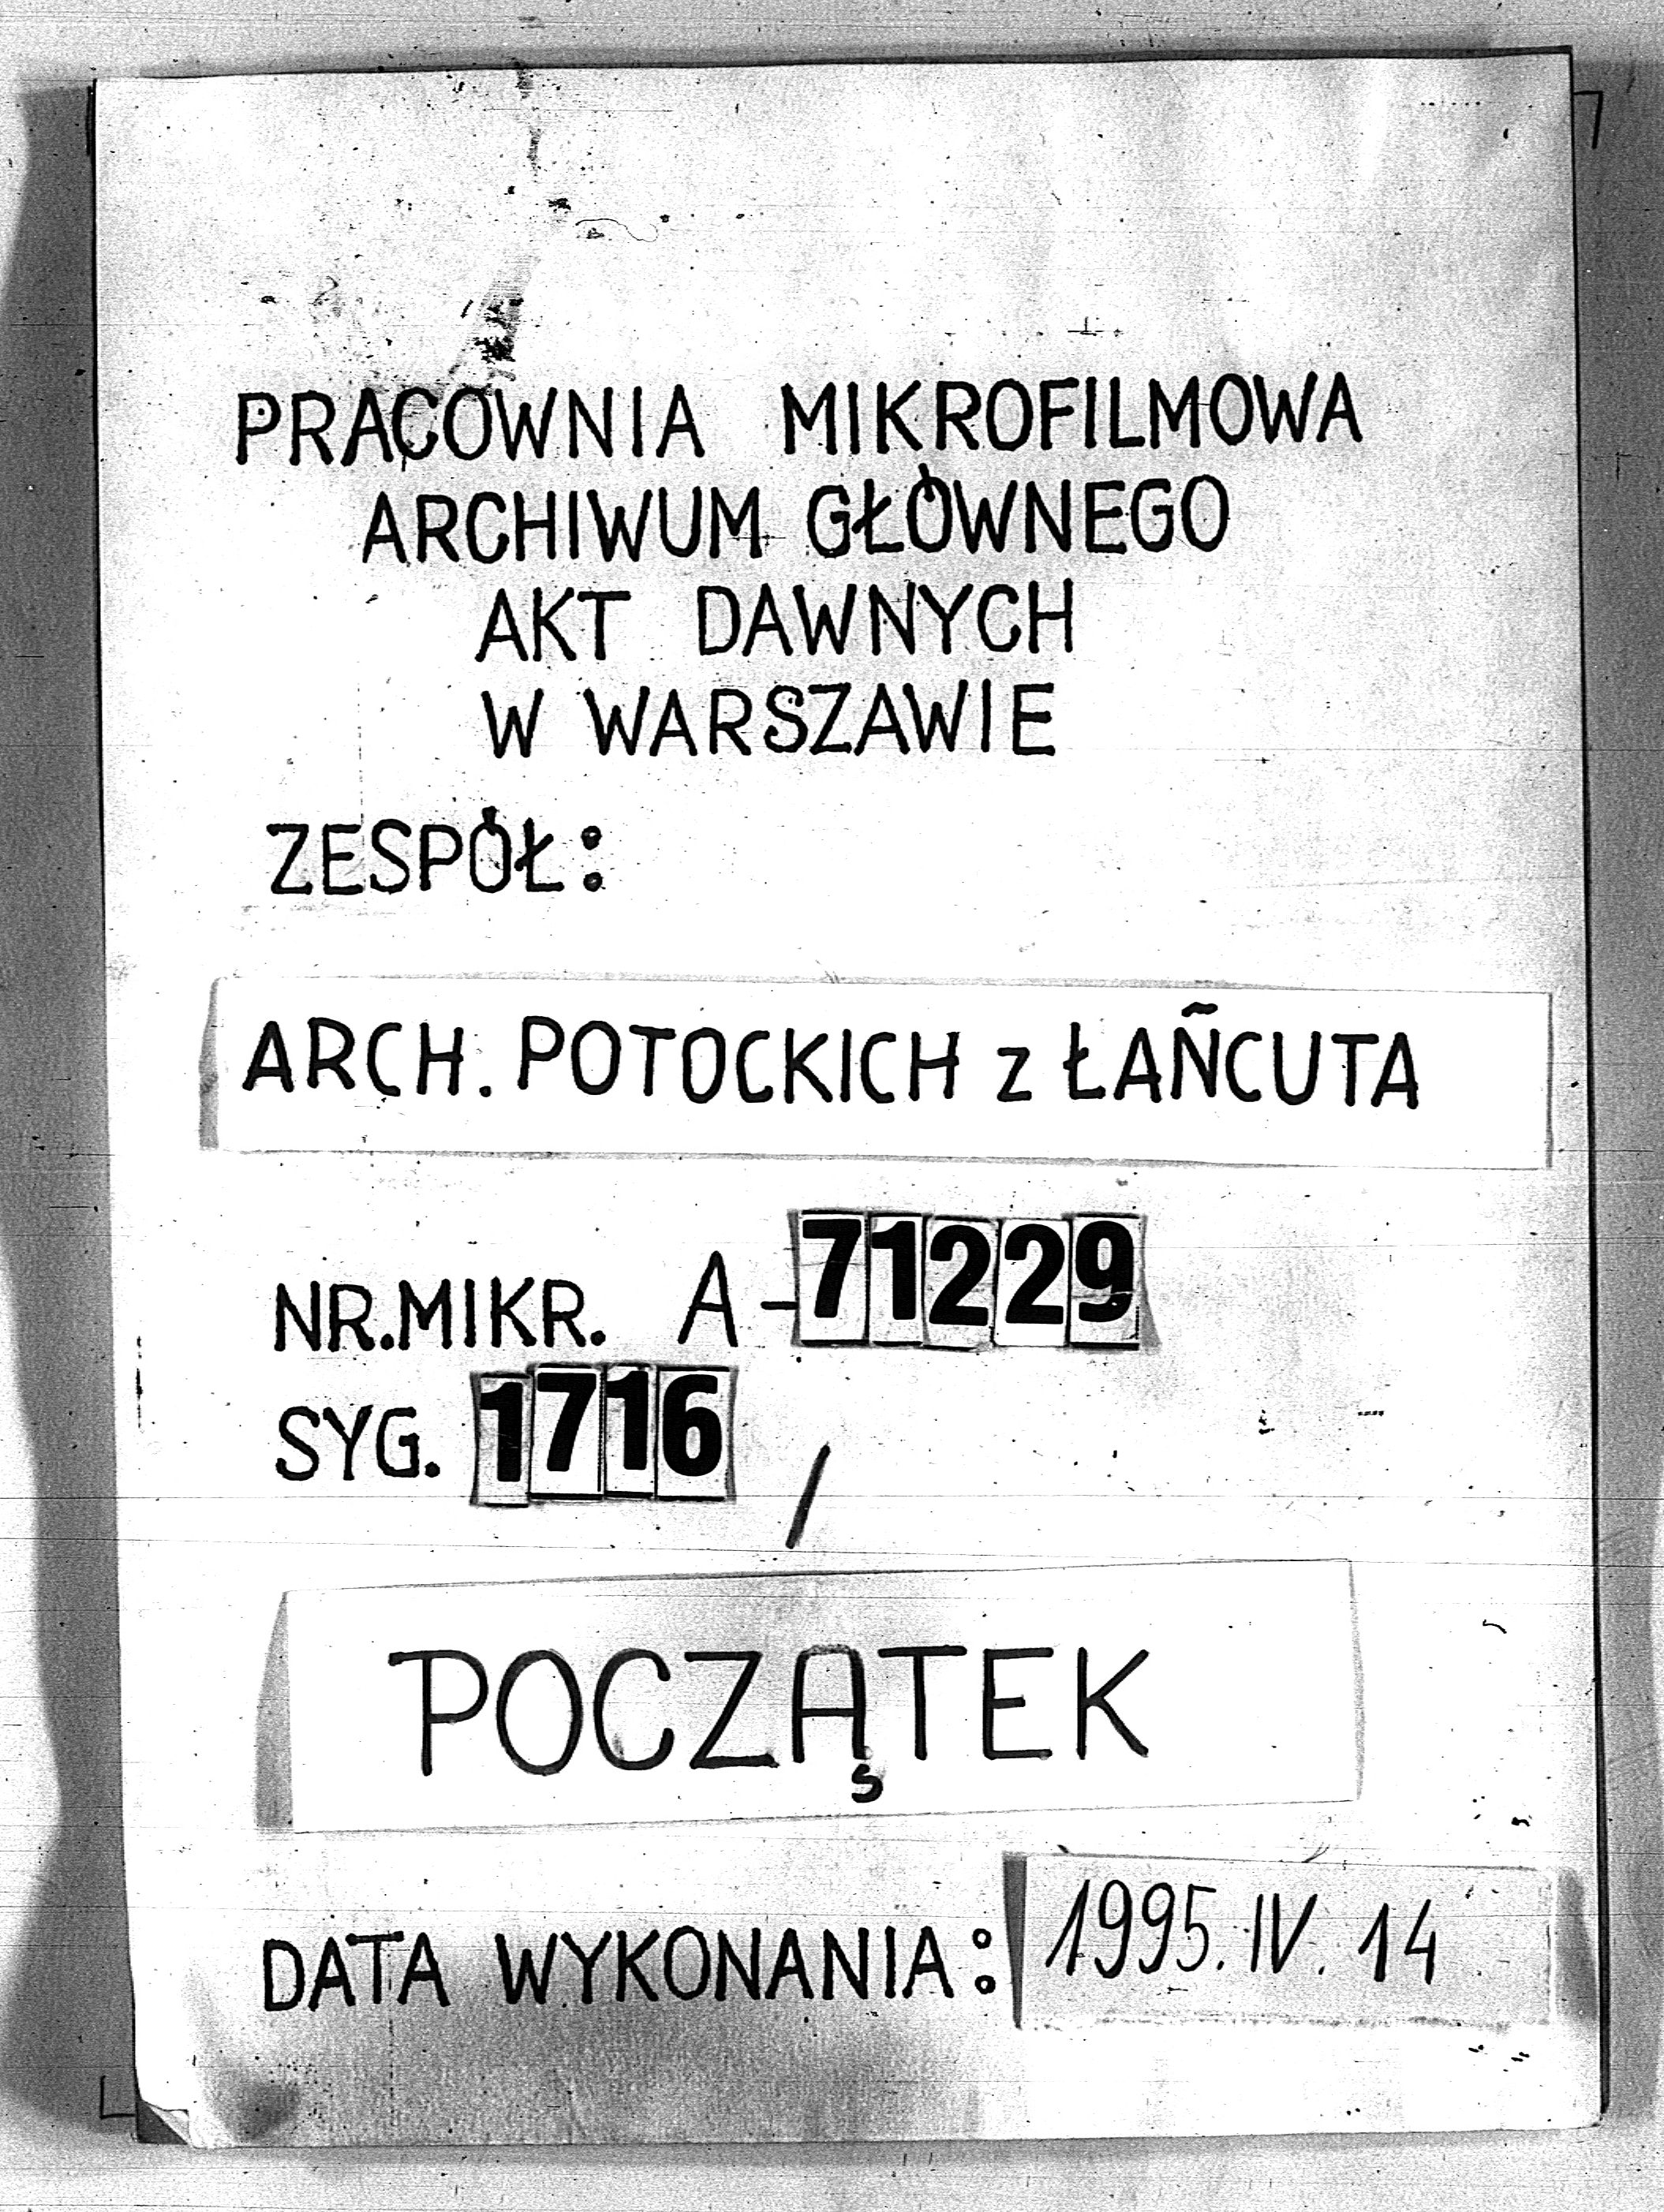 PRACOWNIA MIKROFILMOWA
ARCHIWUM GŁÓWNEGO
AKT DAWNYCH
W WARSZAWIE
ZESPÓŁ:
ARCH. POTOCKICH z ŁAŃCUTA
NR.MIKR. A-71229
SYG. 1716 /
POCZĄTEK
DATA WYKONANIA: 1995.IV.14